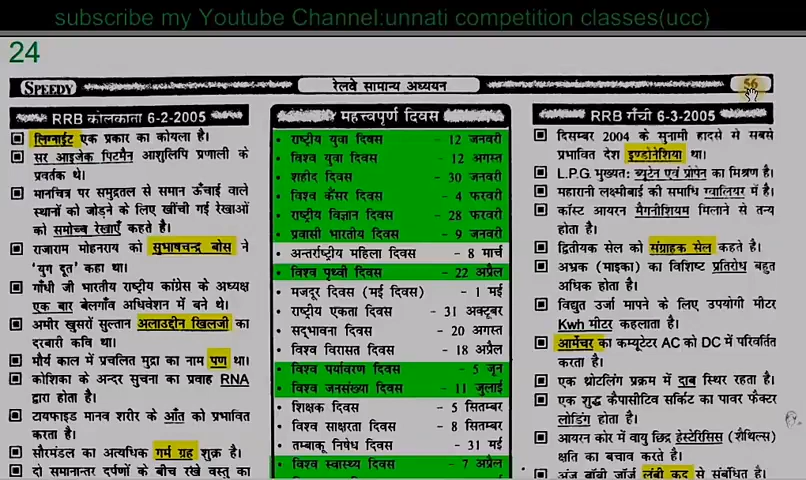 subscribe my Youtube Channel:unnati competition classes(ucc)
24
SPEEDY
रेलवे सामान्य अध्ययन
56
RRB कोलकाता 6-2-2005
लिग्नाईट एक प्रकार का कोयला है।
सर आइजेक पिटमैन आशुलिपि प्रणाली के
प्रवर्तक थे।
मानचित्र पर समुद्रतल से समान ऊँचाई वाले
स्थानों को जोड़ने के लिए खींची गई रेखाओं
को समोच्च रेखाएँ कहते है।
राजाराम मोहनराय को सुभाषचन्द्र बोस ने
'युग दूत' कहा था।
गाँधी जी भारतीय राष्ट्रीय कांग्रेस के अध्यक्ष
एक बार बेलगाँव अधिवेशन में बने थे।
अमीर खुसरों सुल्तान अलाउद्दीन खिलजी का
दरबारी कवि था।
मौर्य काल में प्रचलित मुद्रा का नाम पण था।
कोशिका के अन्दर सुचना का प्रवाह RNA
द्वारा होता है।
टायफाइड मानव शरीर के आँत को प्रभावित
करता है।
सौरमंडल का अत्यधिक गर्म ग्रह शुक्र है।
दो समानान्तर दर्पणों के बीच रखे वस्तु का
महत्त्वपूर्ण दिवस
राष्ट्रीय युवा दिवस - 12 जनवरी
विश्व युवा दिवस - 12 अगस्त
शहीद दिवस - 30 जनवरी
विश्व कैंसर दिवस - 4 फरवरी
राष्ट्रीय विज्ञान दिवस - 28 फरवरी
प्रवासी भारतीय दिवस - 9 जनवरी
अन्तर्राष्ट्रीय महिला दिवस - 8 मार्च
विश्व पृथ्वी दिवस - 22 अप्रैल
मजदूर दिवस (मई दिवस) - 1 मई
राष्ट्रीय एकता दिवस - 31 अक्टूबर
सद्भावना दिवस - 20 अगस्त
विश्व विरासत दिवस - 18 अप्रैल
विश्व पर्यावरण दिवस - 5 जून
विश्व जनसंख्या दिवस - 11 जुलाई
शिक्षक दिवस - 5 सितम्बर
विश्व साक्षरता दिवस - 8 सितम्बर
तम्बाकू निषेध दिवस - 31 मई
विश्व स्वास्थ्य दिवस - 7 अप्रैल
RRB राँची 6-3-2005
दिसम्बर 2004 के सुनामी हादसे से सबसे
प्रभावित देश इण्डोनेशिया था।
L.P.G. मुख्यत: ब्यूटेन एवं प्रोपेन का मिश्रण है।
महारानी लक्ष्मीबाई की समाधि ग्वालियर में है।
कॉस्ट आयरन मैगनीशियम मिलाने से तन्य
होता है।
द्वितीयक सेल को संग्राहक सेल कहते है।
अभ्रक (माइका) का विशिष्ट प्रतिरोध बहुत
अधिक होता है।
विद्युत उर्जा मापने के लिए उपयोगी मीटर
Kwh मीटर कहलाता है।
आर्मेचर का कम्यूटेटर AC को DC में परिवर्तित
करता है।
एक थ्रोटलिंग प्रक्रम में दाब स्थिर रहता है।
एक शुद्ध कैपासीटिव सर्किट का पावर फैक्टर
लोडिंग होता है।
आयरन कोर में वायु छिद्र हेस्टेरिसिस (शैथिल्स)
क्षति का बचाव करते है।
अंज बॉबी जॉर्ज लंबी कूद से संबंधित है।